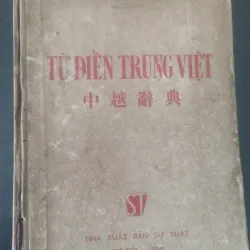 TỪ ĐIỂN TRUNG VIỆT
中越辭典
ST
NHÀ XUẤT BẢN SỰ THẬT